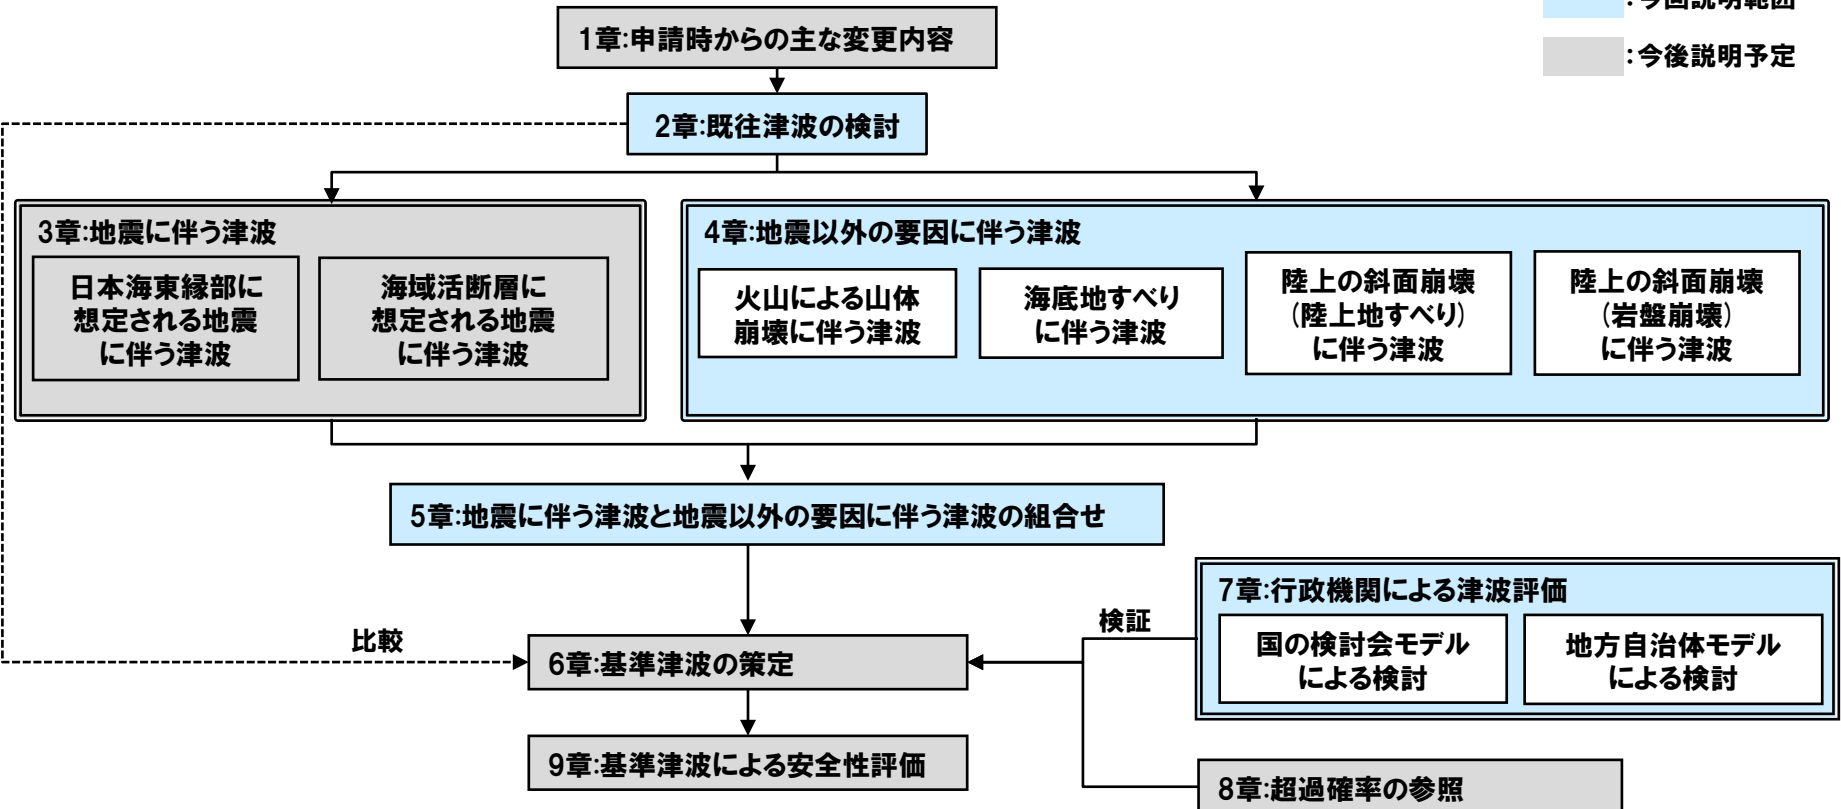 :今回説明範囲
:今後説明予定
1章:申請時からの主な変更内容
2章:既往津波の検討
3章:地震に伴う津波
日本海東縁部に
想定される地震
に伴う津波
海域活断層に
想定される地震
に伴う津波
4章:地震以外の要因に伴う津波
火山による山体
崩壊に伴う津波
海底地すべり
に伴う津波
陸上の斜面崩壊
(陸上地すべり)
に伴う津波
陸上の斜面崩壊
(岩盤崩壊)
に伴う津波
5章:地震に伴う津波と地震以外の要因に伴う津波の組合せ
比較
6章:基準津波の策定
検証
7章:行政機関による津波評価
国の検討会モデル
による検討
地方自治体モデル
による検討
9章:基準津波による安全性評価
8章:超過確率の参照